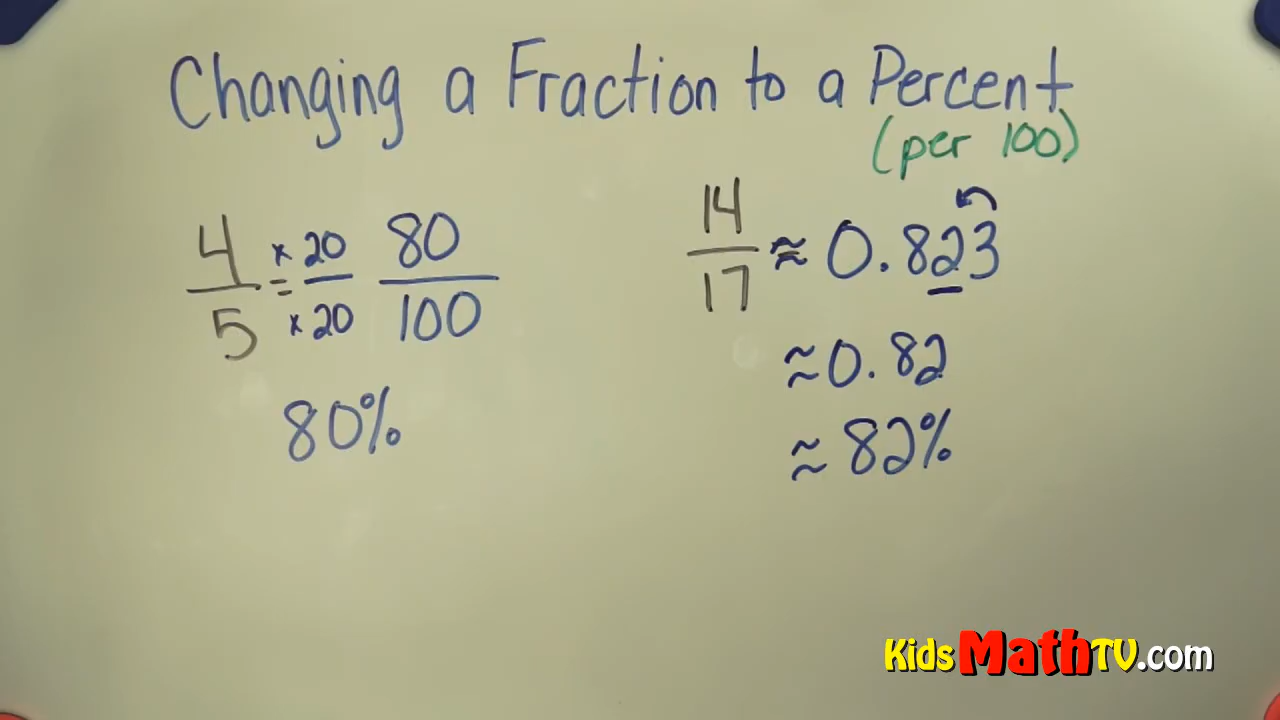 Changing a Fraction to a Percent
(per 100)
4/5 = × 20/× 20 80/100
80%
14/17 ≈ 0.823
≈ 0.82
≈ 82%
KidsMathTV.com